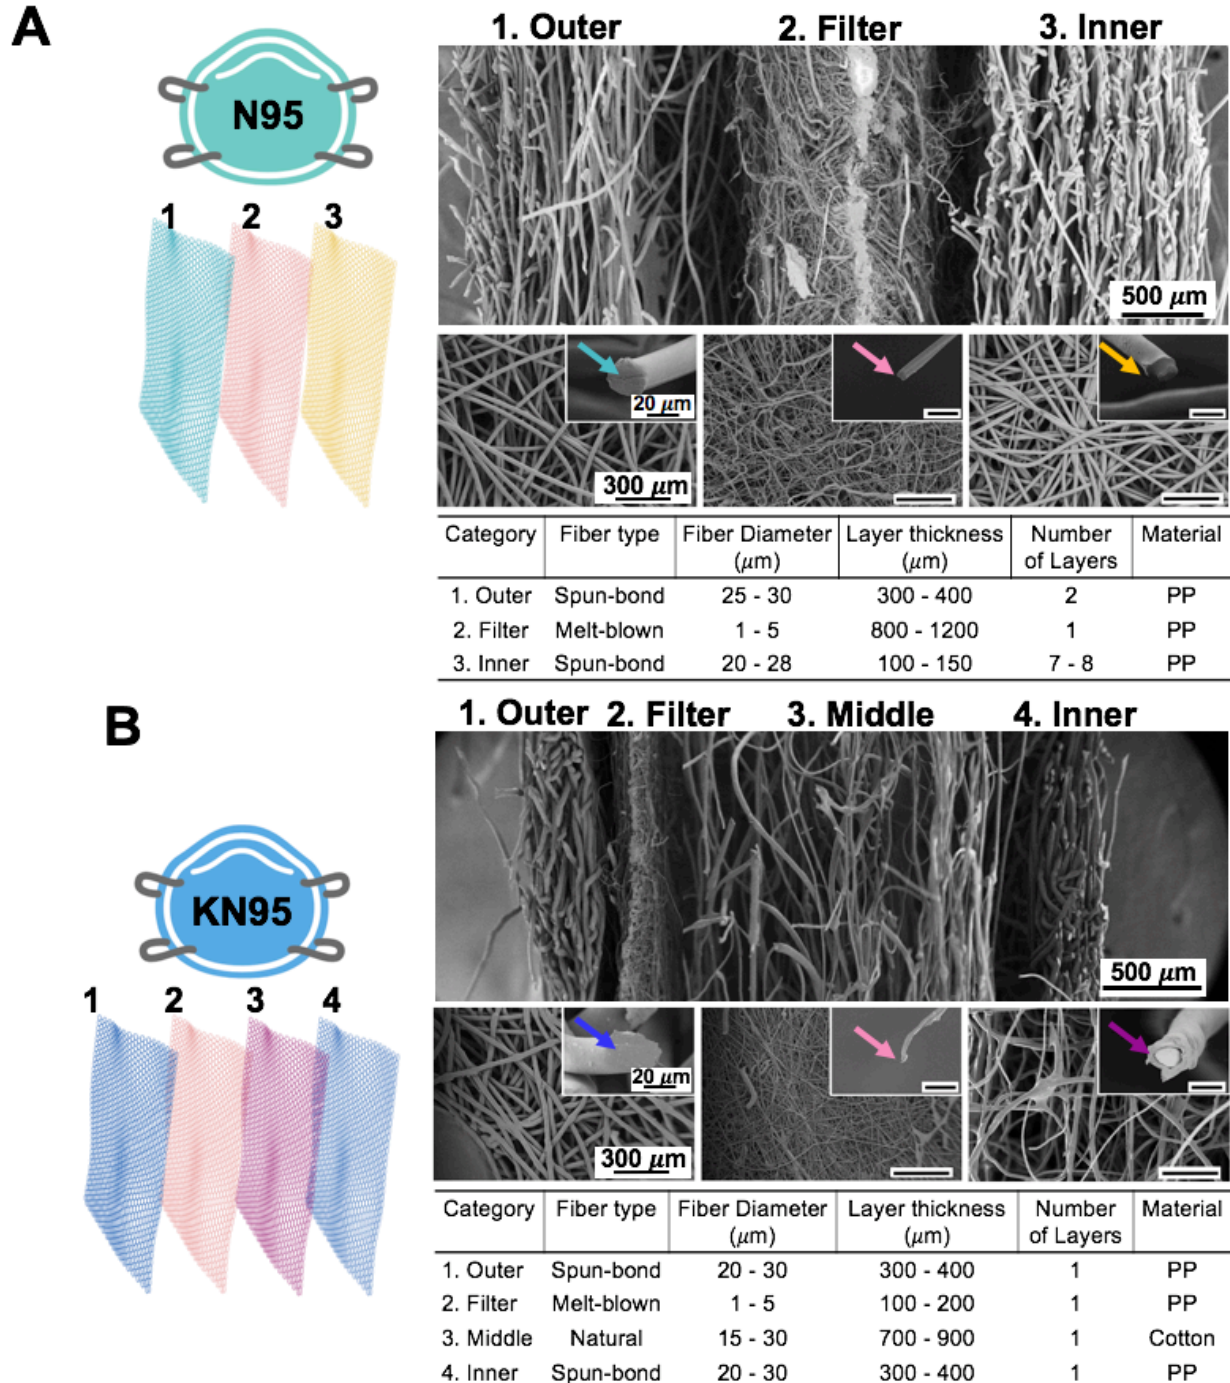 A
N95
1 2 3
1. Outer 2. Filter 3. Inner
500 μm
20 μm
300 μm
Category Fiber type Fiber Diameter (μm) Layer thickness (μm) Number of Layers Material
1. Outer Spun-bond 25 - 30 300 - 400 2 PP
2. Filter Melt-blown 1 - 5 800 - 1200 1 PP
3. Inner Spun-bond 20 - 28 100 - 150 7 - 8 PP
B
KN95
1 2 3 4
1. Outer 2. Filter 3. Middle 4. Inner
500 μm
20 μm
300 μm
Category Fiber type Fiber Diameter (μm) Layer thickness (μm) Number of Layers Material
1. Outer Spun-bond 20 - 30 300 - 400 1 PP
2. Filter Melt-blown 1 - 5 100 - 200 1 PP
3. Middle Natural 15 - 30 700 - 900 1 Cotton
4. Inner Spun-bond 20 - 30 300 - 400 1 PP